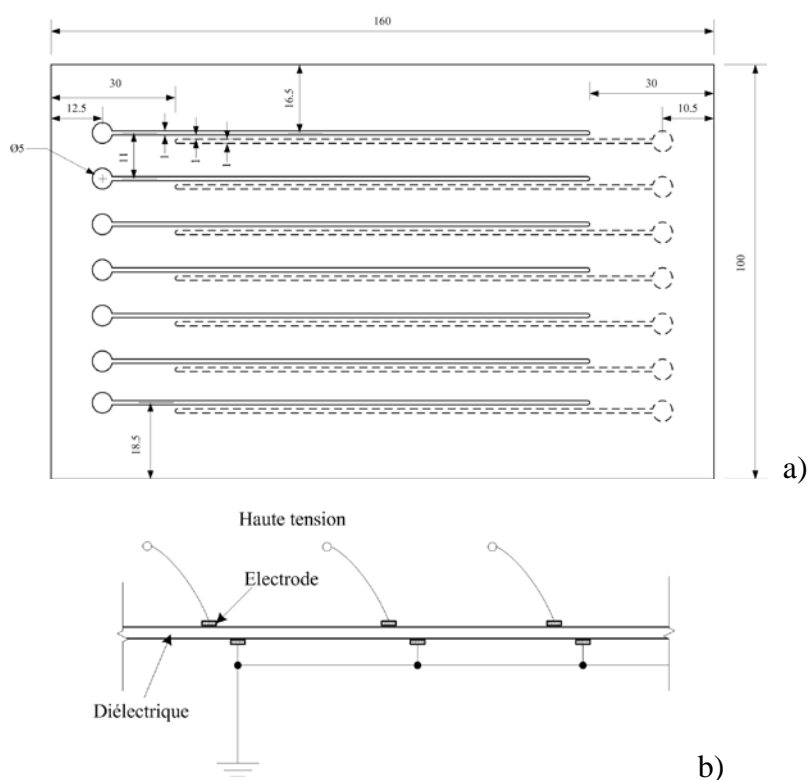 160
30
30
16.5
12.5
10.5
Ø5
11
1
1
1
100
18.5
a)
Haute tension
Electrode
Diélectrique
b)